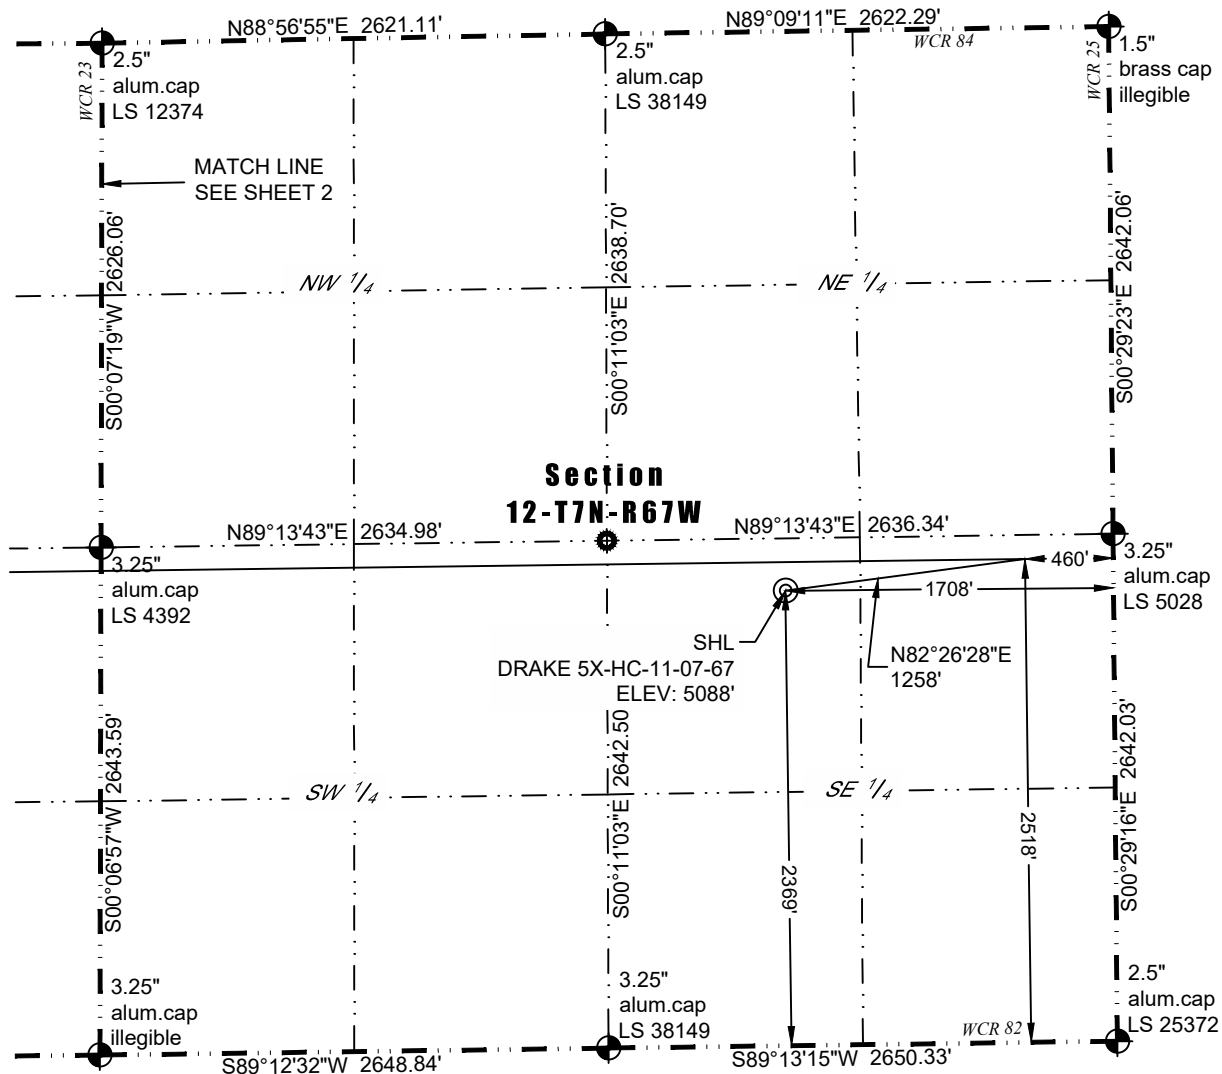 N88°56'55"E 2621.11'
N89°09'11"E 2622.29'
WCR 84
WCR 23
2.5"
alum.cap
LS 12374
2.5"
alum.cap
LS 38149
WCR 25
1.5"
brass cap
illegible
MATCH LINE
SEE SHEET 2
S00°07'19"W 2626.06'
S00°11'03"E 2638.70'
S00°29'23"E 2642.06'
NW 1/4
NE 1/4
Section
12-T7N-R67W
N89°13'43"E 2634.98'
N89°13'43"E 2636.34'
3.25"
alum.cap
LS 4392
460'
3.25"
alum.cap
LS 5028
1708'
SHL
DRAKE 5X-HC-11-07-67
ELEV: 5088'
N82°26'28"E
1258'
S00°06'57"W 2643.59'
S00°11'03"E 2642.50
S00°29'16"E 2642.03'
SW 1/4
SE 1/4
2369'
2518'
3.25"
alum.cap
illegible
3.25"
alum.cap
LS 38149
2.5"
alum.cap
LS 25372
WCR 82
S89°12'32"W 2648.84'
S89°13'15"W 2650.33'